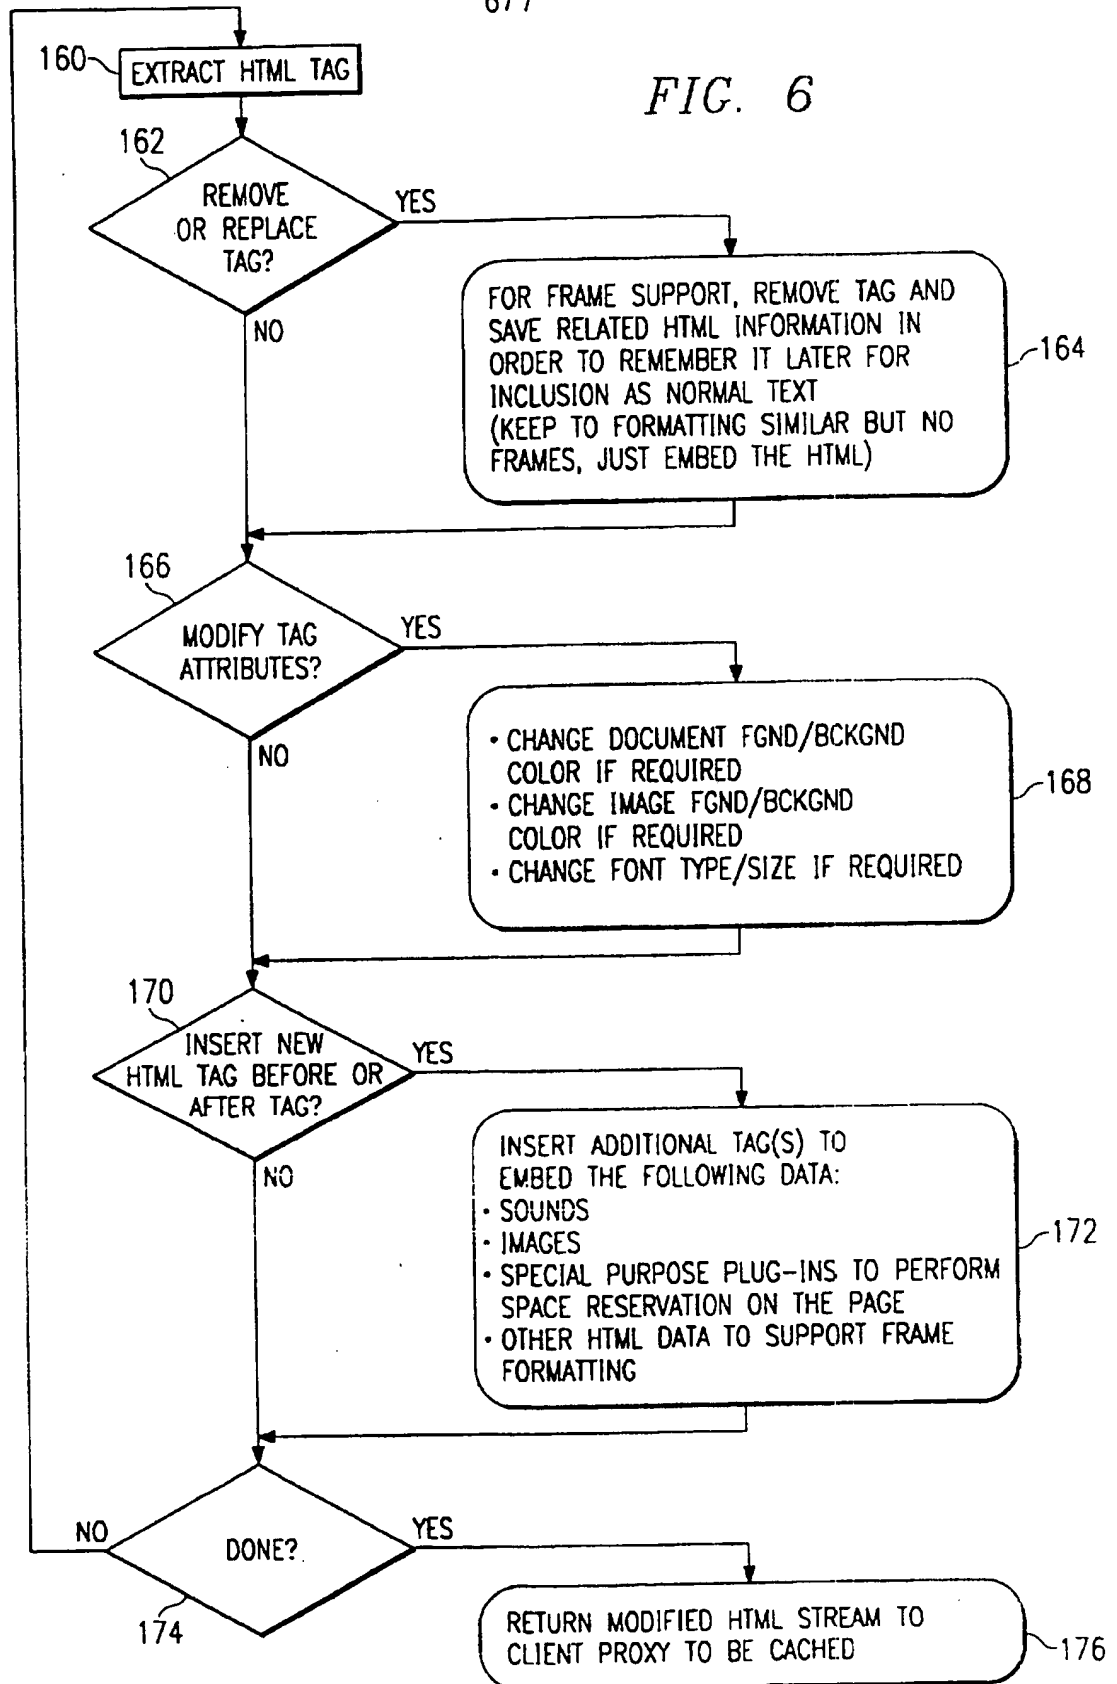 160
EXTRACT HTML TAG
FIG. 6
162
REMOVE
OR REPLACE
TAG?
YES
NO
FOR FRAME SUPPORT, REMOVE TAG AND
SAVE RELATED HTML INFORMATION IN
ORDER TO REMEMBER IT LATER FOR
INCLUSION AS NORMAL TEXT
(KEEP TO FORMATTING SIMILAR BUT NO
FRAMES, JUST EMBED THE HTML)
164
166
MODIFY TAG
ATTRIBUTES?
YES
NO
• CHANGE DOCUMENT FGND/BCKGND
COLOR IF REQUIRED
• CHANGE IMAGE FGND/BCKGND
COLOR IF REQUIRED
• CHANGE FONT TYPE/SIZE IF REQUIRED
168
170
INSERT NEW
HTML TAG BEFORE OR
AFTER TAG?
YES
NO
INSERT ADDITIONAL TAG(S) TO
EMBED THE FOLLOWING DATA:
• SOUNDS
• IMAGES
• SPECIAL PURPOSE PLUG-INS TO PERFORM
SPACE RESERVATION ON THE PAGE
• OTHER HTML DATA TO SUPPORT FRAME
FORMATTING
172
NO
DONE?
YES
174
RETURN MODIFIED HTML STREAM TO
CLIENT PROXY TO BE CACHED
176